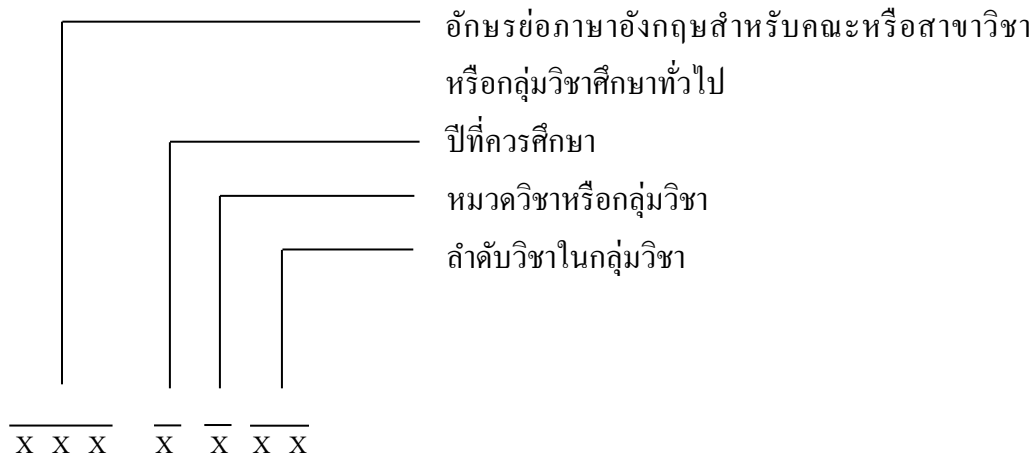 อักษรย่อภาษาอังกฤษสำหรับคณะหรือสาขาวิชา
หรือกลุ่มวิชาศึกษาทั่วไป
ปีที่ควรศึกษา
หมวดวิชาหรือกลุ่มวิชา
ลำดับวิชาในกลุ่มวิชา
X X X X X X X